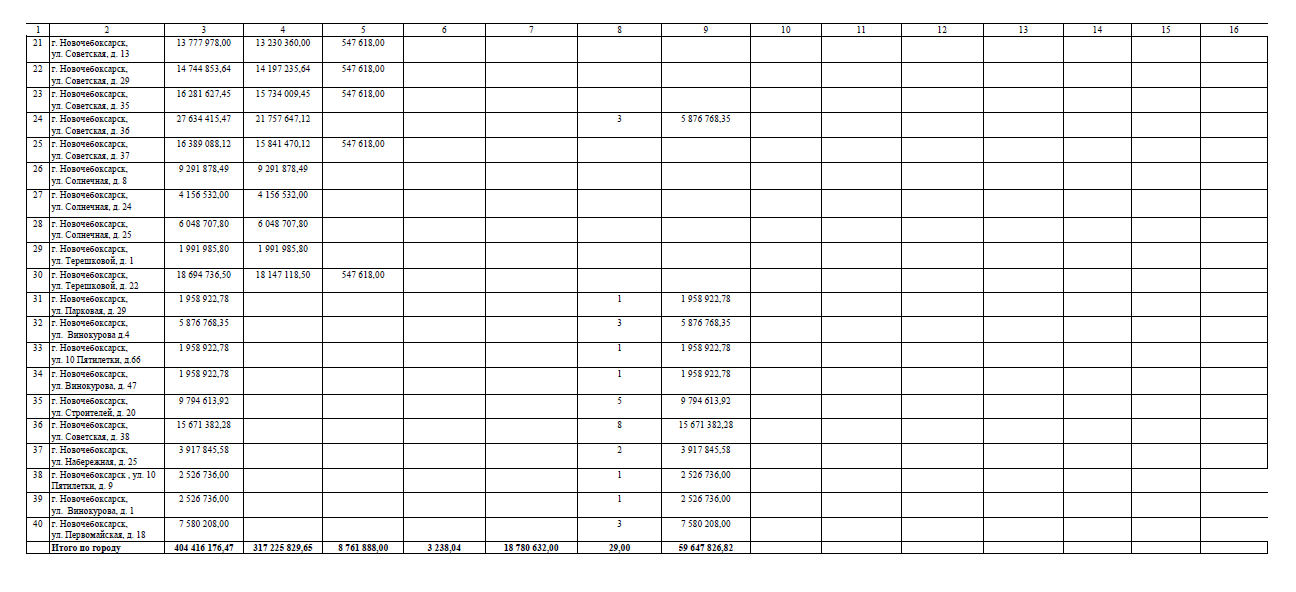 1 2 3 4 5 6 7 8 9 10 11 12 13 14 15 16
21 г. Новочебоксарск, 13 777 978,00 13 230 360,00 547 618,00
ул. Советская, д. 13
22 г. Новочебоксарск, 14 744 853,64 14 197 235,64 547 618,00
ул. Советская, д. 29
23 г. Новочебоксарск, 16 281 627,45 15 734 009,45 547 618,00
ул. Советская, д. 35
24 г. Новочебоксарск, 27 634 415,47 21 757 647,12 3 5 876 768,35
ул. Советская, д. 36
25 г. Новочебоксарск, 16 389 088,12 15 841 470,12 547 618,00
ул. Советская, д. 37
26 г. Новочебоксарск, 9 291 878,49 9 291 878,49
ул. Солнечная, д. 8
27 г. Новочебоксарск, 4 156 532,00 4 156 532,00
ул. Солнечная, д. 24
28 г. Новочебоксарск, 6 048 707,80 6 048 707,80
ул. Солнечная, д. 25
29 г. Новочебоксарск, 1 991 985,80 1 991 985,80
ул. Терешковой, д. 1
30 г. Новочебоксарск, 18 694 736,50 18 147 118,50 547 618,00
ул. Терешковой, д. 22
31 г. Новочебоксарск, 1 958 922,78 1 1 958 922,78
ул. Парковая, д. 29
32 г. Новочебоксарск, 5 876 768,35 3 5 876 768,35
ул. Винокурова д.4
33 г. Новочебоксарск, 1 958 922,78 1 1 958 922,78
ул. 10 Пятилетки, д.66
34 г. Новочебоксарск, 1 958 922,78 1 1 958 922,78
ул. Винокурова, д. 47
35 г. Новочебоксарск, 9 794 613,92 5 9 794 613,92
ул. Строителей, д. 20
36 г. Новочебоксарск, 15 671 382,28 8 15 671 382,28
ул. Советская, д. 38
37 г. Новочебоксарск, 3 917 845,58 2 3 917 845,58
ул. Набережная, д. 25
38 г. Новочебоксарск , ул. 10 2 526 736,00 1 2 526 736,00
Пятилетки, д. 9
39 г. Новочебоксарск, 2 526 736,00 1 2 526 736,00
ул. Винокурова, д. 1
40 г. Новочебоксарск, 7 580 208,00 3 7 580 208,00
ул. Первомайская, д. 18
Итого по городу 404 416 176,47 317 225 829,65 8 761 888,00 3 238,04 18 780 632,00 29,00 59 647 826,82